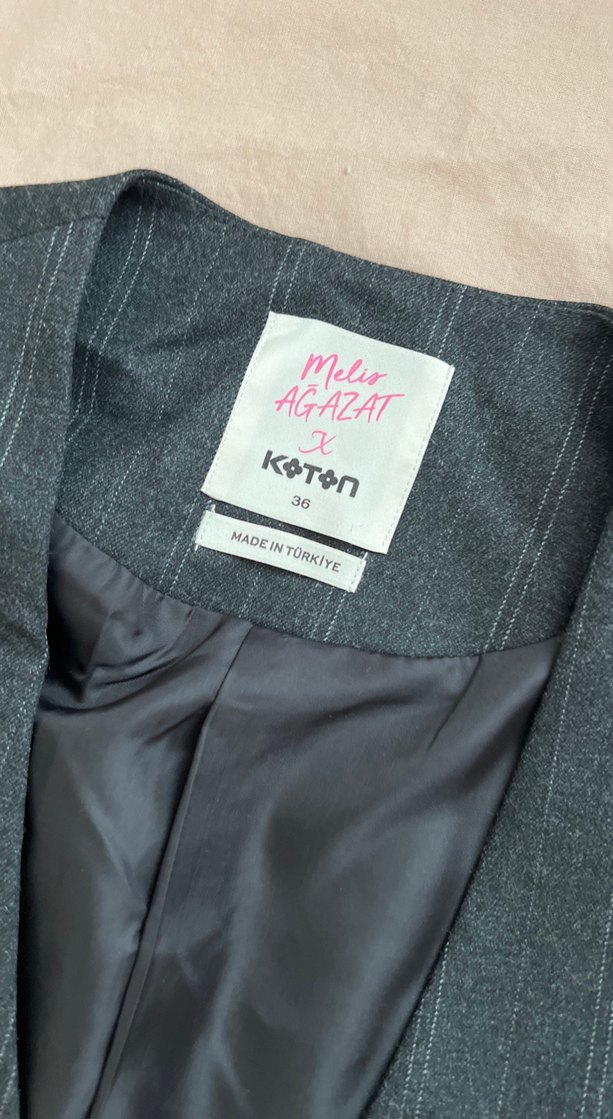 Melis
AĞAZAT
X
KOTON
36
MADE IN TÜRKİYE